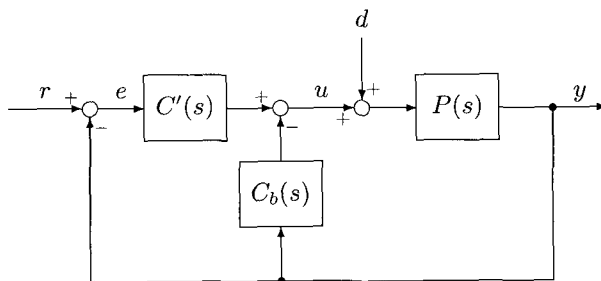 d
r + e C′(s) + u + + P(s) y
− −
C_b(s)